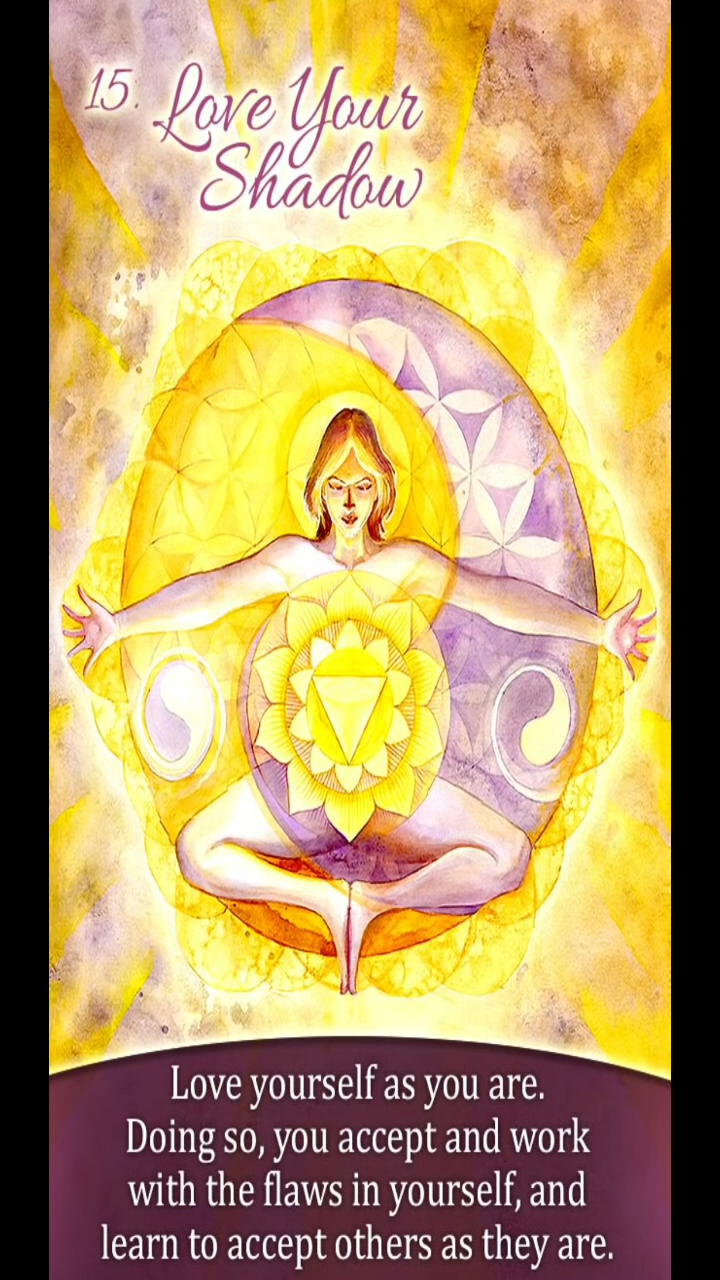 15. Love Your
Shadow
Love yourself as you are.
Doing so, you accept and work
with the flaws in yourself, and
learn to accept others as they are.